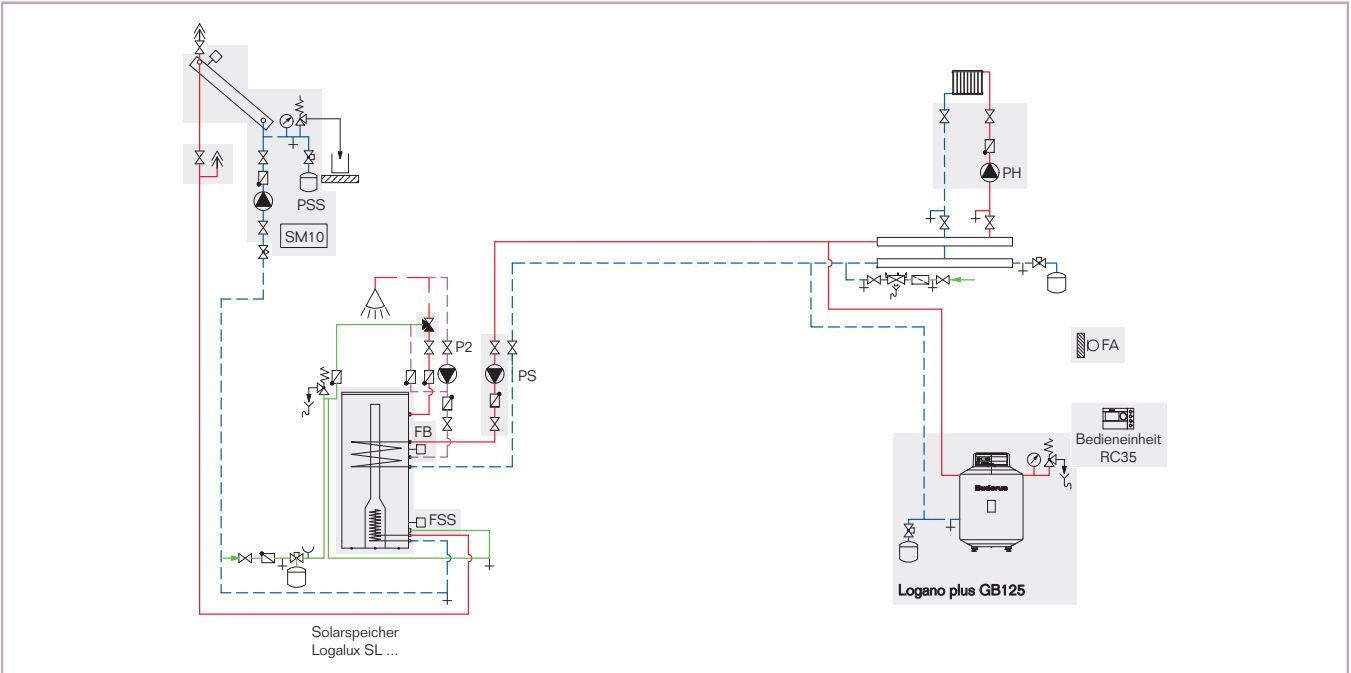 PH
PSS
SM10
P2
PS
FA
FB
Bedieneinheit
RC35
Buderus
FSS
Logano plus GB125
Solarspeicher
Logalux SL ...